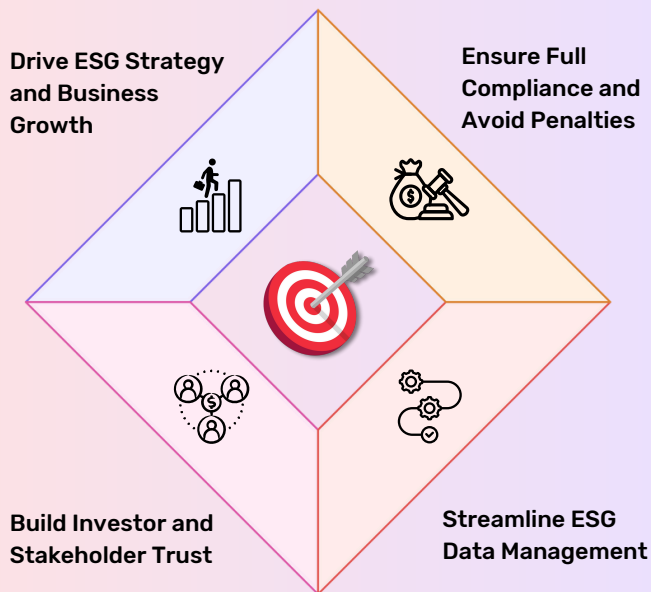 Drive ESG Strategy
and Business
Growth
Ensure Full
Compliance and
Avoid Penalties
$
$
Build Investor and
Stakeholder Trust
Streamline ESG
Data Management